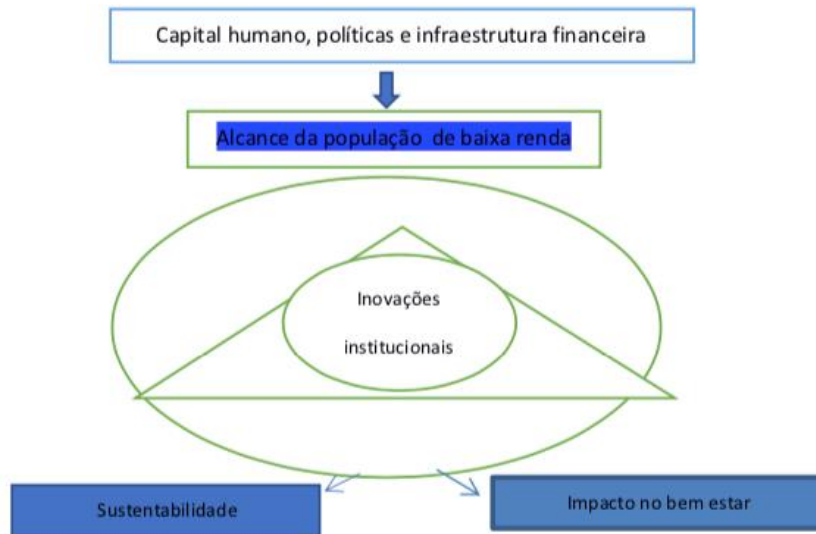 Capital humano, políticas e infraestrutura financeira
Alcance da população de baixa renda
Inovações
institucionais
Sustentabilidade
Impacto no bem estar